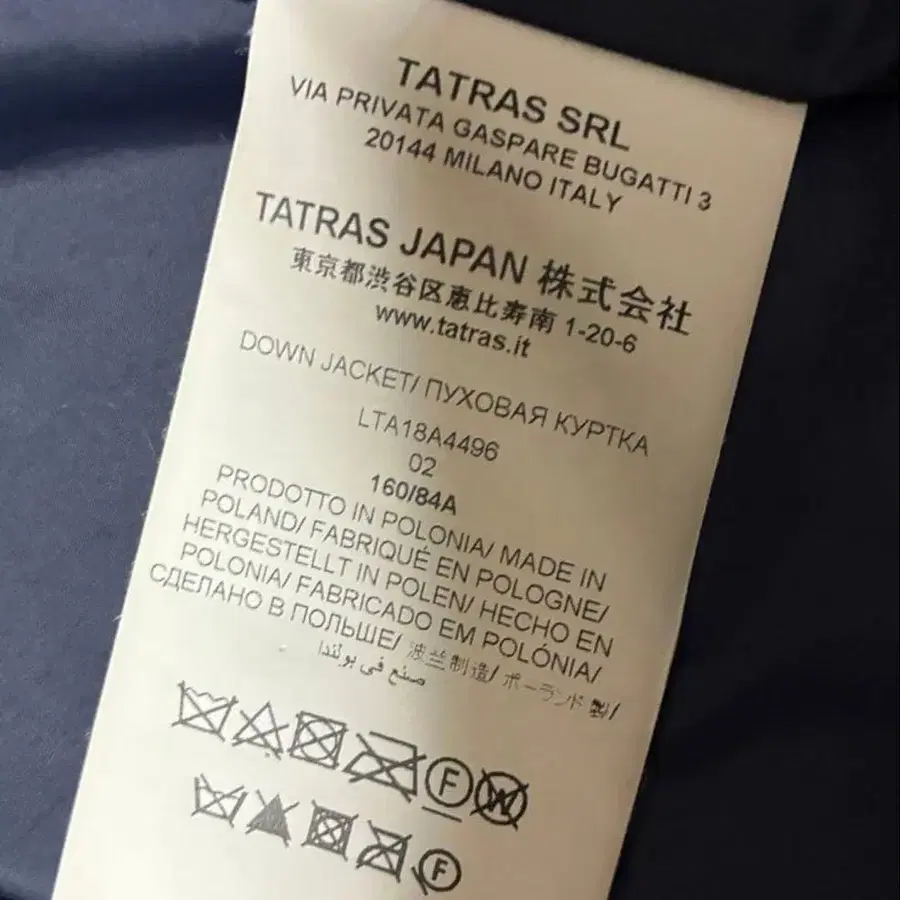 TATRAS SRL
VIA PRIVATA GASPARE BUGATTI 3
20144 MILANO ITALY
TATRAS JAPAN 株式会社
東京都渋谷区恵比寿南 1-20-6
www.tatras.it
DOWN JACKET/ ПУХОВАЯ КУРТКА
LTA18A4496
02
160/84A
PRODOTTO IN POLONIA/ MADE IN
POLAND/ FABRIQUÉ EN POLOGNE/
HERGESTELLT IN POLEN/ HECHO EN
POLONIA/ FABRICADO EM POLÓNIA/
СДЕЛАНО В ПОЛЬШЕ/ 波兰制造/ ポーランド製/
صنع في بولندا
F W
F